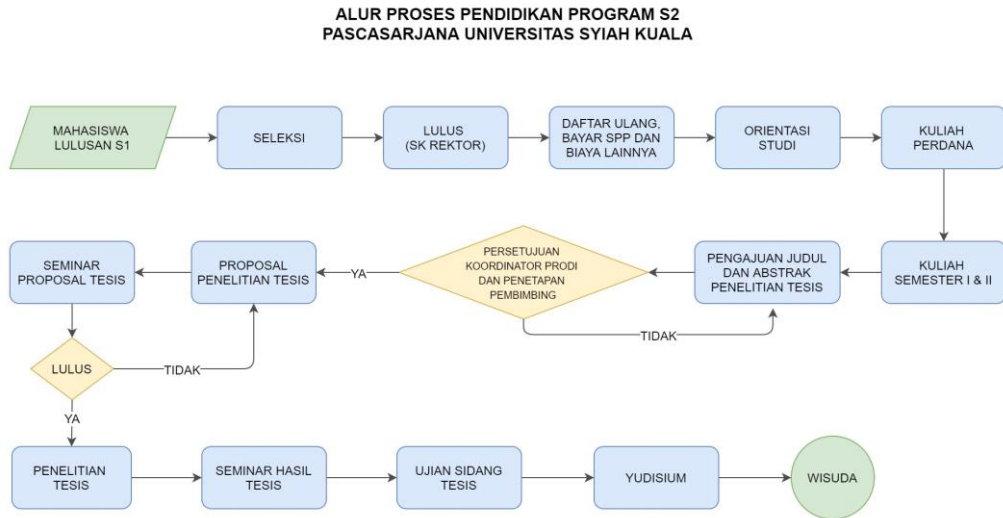 ALUR PROSES PENDIDIKAN PROGRAM S2
PASCASARJANA UNIVERSITAS SYIAH KUALA
MAHASISWA
LULUSAN S1
SELEKSI
LULUS
(SK REKTOR)
DAFTAR ULANG,
BAYAR SPP DAN
BIAYA LAINNYA
ORIENTASI
STUDI
KULIAH
PERDANA
KULIAH
SEMESTER I & II
PENGAJUAN JUDUL
DAN ABSTRAK
PENELITIAN TESIS
PERSETUJUAN
KOORDINATOR PRODI
DAN PENETAPAN
PEMBIMBING
TIDAK
YA
PROPOSAL
PENELITIAN TESIS
SEMINAR
PROPOSAL TESIS
LULUS
TIDAK
YA
PENELITIAN
TESIS
SEMINAR HASIL
TESIS
UJIAN SIDANG
TESIS
YUDISIUM
WISUDA